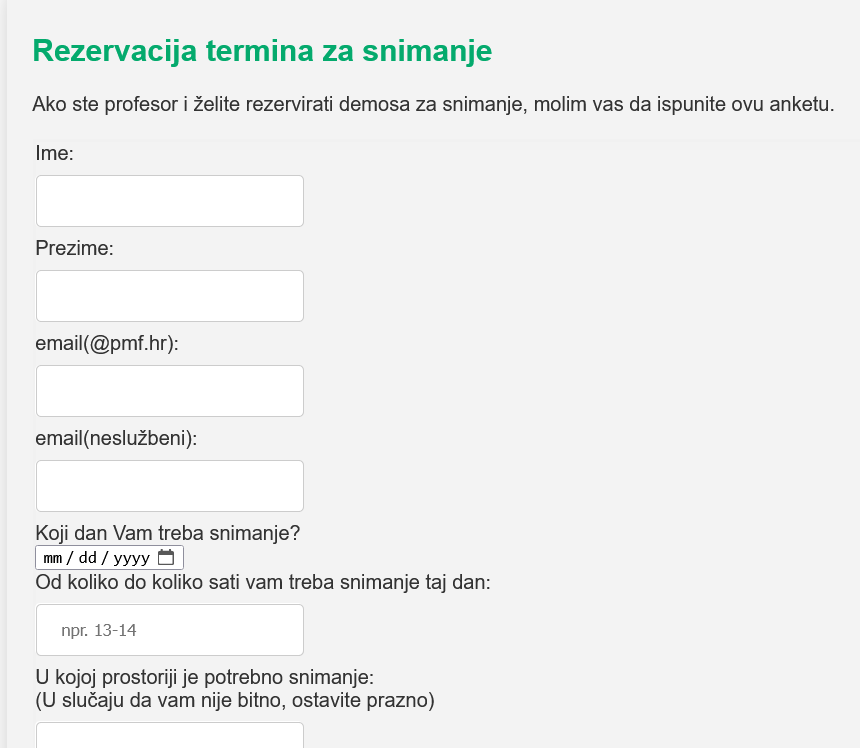 Rezervacija termina za snimanje
Ako ste profesor i želite rezervirati demosa za snimanje, molim vas da ispunite ovu anketu.
Ime:
Prezime:
email(@pmf.hr):
email(neslužbeni):
Koji dan Vam treba snimanje?
mm / dd / yyyy
Od koliko do koliko sati vam treba snimanje taj dan:
npr. 13-14
U kojoj prostoriji je potrebno snimanje:
(U slučaju da vam nije bitno, ostavite prazno)